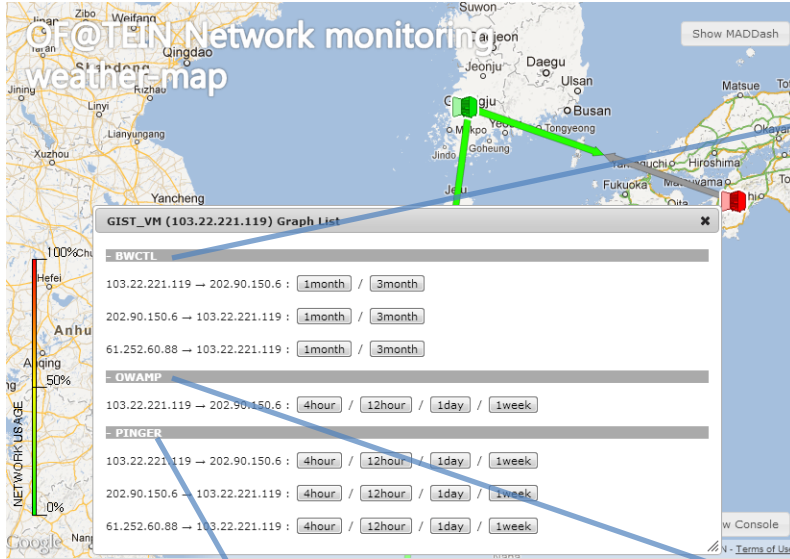 Zibo Weifang
Suwon
OF@TEIN Network monitoring
weather-map
Show MADDash
Qingdao
Daegu
Jeonju
Ulsan
Jining
Rizhao
Linyi
Matsue
Busan
Lianyungang
Tongyeong
Goheung
Jindo
Xuzhou
Hiroshima
Fukuoka
Yancheng
Oita
GIST_VM (103.22.221.119) Graph List
- BWCTL
103.22.221.119 → 202.90.150.6 : 1month / 3month
202.90.150.6 → 103.22.221.119 : 1month / 3month
61.252.60.88 → 103.22.221.119 : 1month / 3month
- OWAMP
103.22.221.119 → 202.90.150.6 : 4hour / 12hour / 1day / 1week
- PINGER
103.22.221.119 → 202.90.150.6 : 4hour / 12hour / 1day / 1week
202.90.150.6 → 103.22.221.119 : 4hour / 12hour / 1day / 1week
61.252.60.88 → 103.22.221.119 : 4hour / 12hour / 1day / 1week
100%
Hefei
Anhu
50%
NETWORK USAGE
0%
Google
w Console
Terms of Use